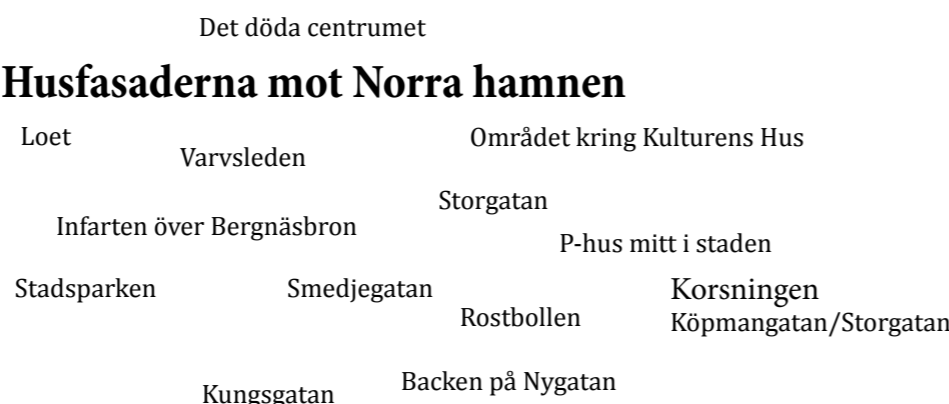 Det döda centrumet
Husfasaderna mot Norra hamnen
Loet
Området kring Kulturens Hus
Varvsleden
Storgatan
Infarten över Bergnäsbron
P-hus mitt i staden
Stadsparken
Smedjegatan
Korsningen
Köpmangatan/Storgatan
Rostbollen
Backen på Nygatan
Kungsgatan